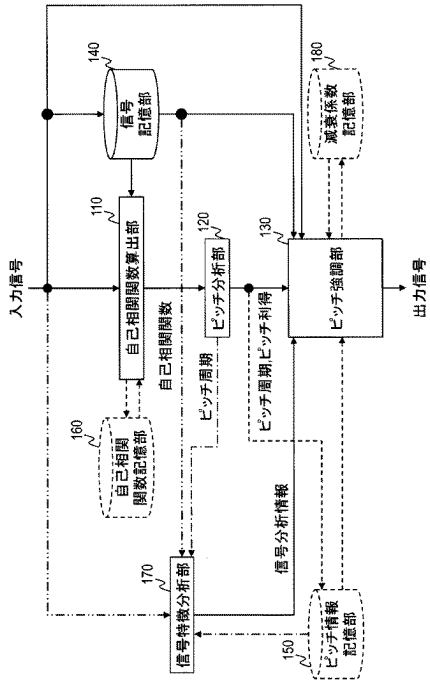 入力信号
140
信号
記憶部
110
自己相関関数算出部
160
自己相関
関数記憶部
自己相関関数
120
ピッチ分析部
ピッチ周期
170
信号特徴分析部
ピッチ周期,ピッチ利得
信号分析情報
130
ピッチ強調部
180
減衰係数
記憶部
150
ピッチ情報
記憶部
出力信号